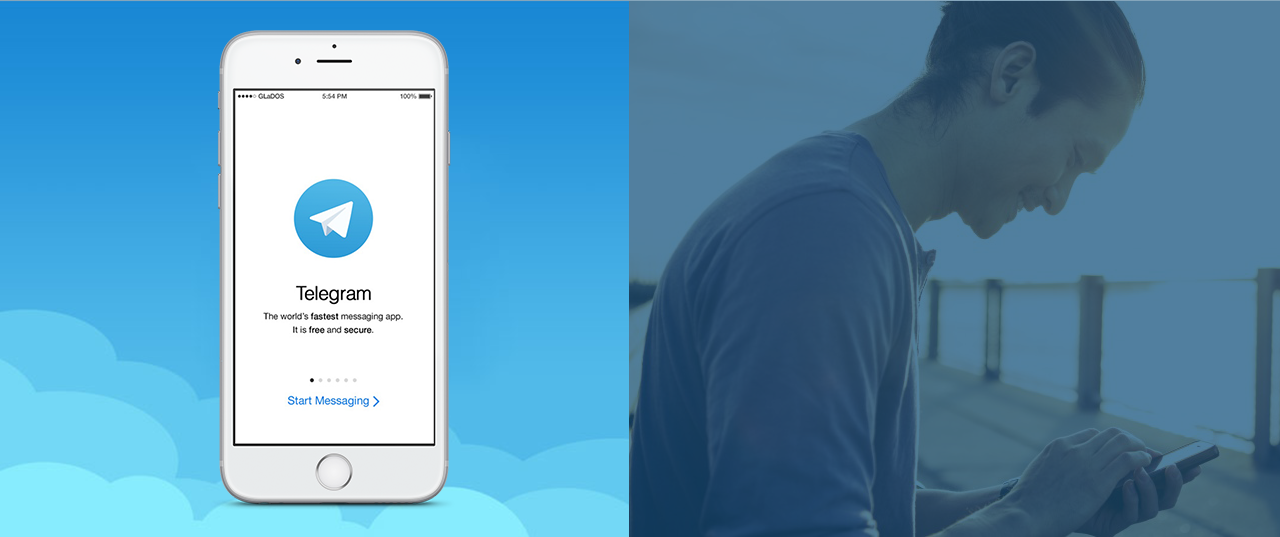 GLaDOS 5:54 PM 100%
Telegram
The world's fastest messaging app.
It is free and secure.
Start Messaging